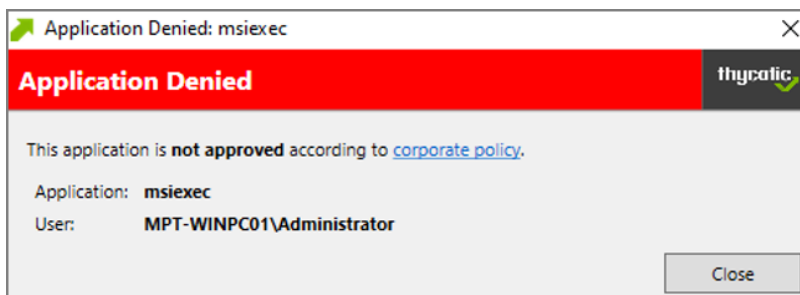 Application Denied: msiexec
Application Denied
thycotic
This application is not approved according to corporate policy.
Application: msiexec
User: MPT-WINPC01\Administrator
Close